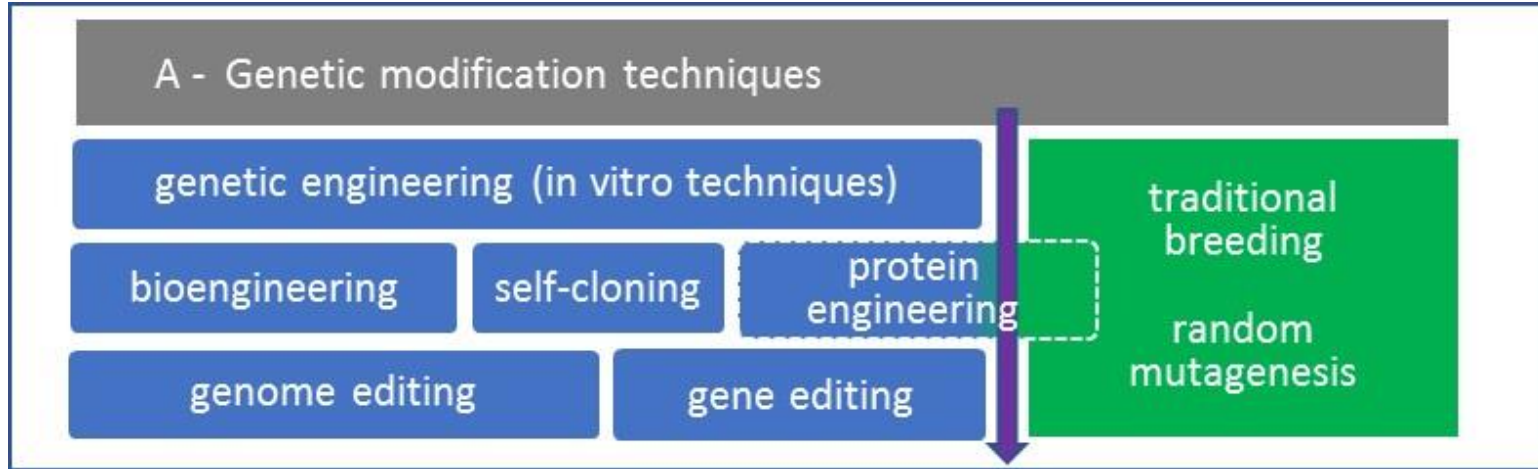 A - Genetic modification techniques
genetic engineering (in vitro techniques)
traditional
breeding
random
mutagenesis
bioengineering
self-cloning
protein
engineering
genome editing
gene editing